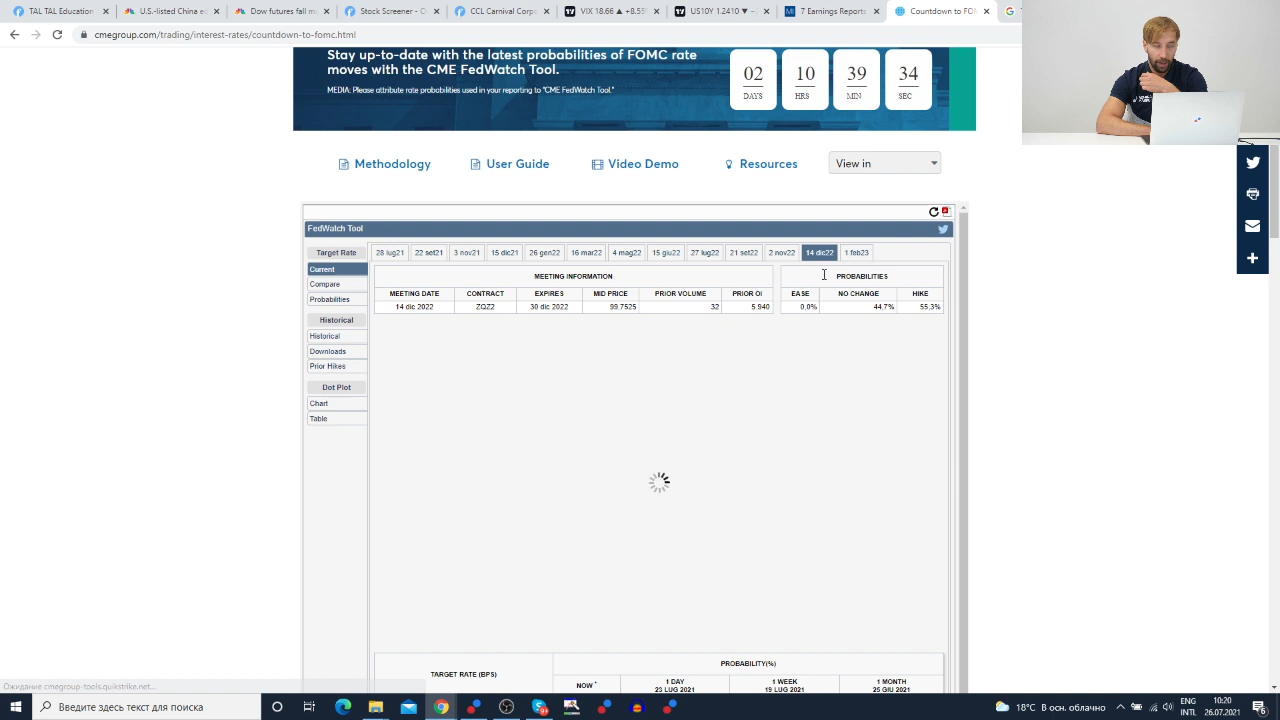 TAL TAL Education
U.S.-listed China ed
Dow futures fall m
Stock Screener - O
CCL Carnival Corpor
VIX 18.66 ▲ +8.55
US10Y 1.2410 ▼ −
7 Earnings Reports
Countdown to FOM
cmegroup.com/trading/interest-rates/countdown-to-fomc.html
Stay up-to-date with the latest probabilities of FOMC rate
moves with the CME FedWatch Tool.
MEDIA: Please attribute rate probabilities used in your reporting to "CME FedWatch Tool."
02 10 39 34
DAYS HRS MIN SEC
Methodology User Guide Video Demo Resources View in
FedWatch Tool
Target Rate 28 lug21 22 set21 3 nov21 15 dic21 26 gen22 16 mar22 4 mag22 15 giu22 27 lug22 21 set22 2 nov22 14 dic22 1 feb23
Current
Compare
Probabilities
Historical
Historical
Downloads
Prior Hikes
Dot Plot
Chart
Table
MEETING INFORMATION PROBABILITIES
MEETING DATE CONTRACT EXPIRES MID PRICE PRIOR VOLUME PRIOR OI EASE NO CHANGE HIKE
14 dic 2022 ZQZ2 30 dic 2022 99,7525 32 5.940 0,0% 44,7% 55,3%
TARGET RATE (BPS) PROBABILITY(%)
NOW * 1 DAY 1 WEEK 1 MONTH
23 LUG 2021 19 LUG 2021 25 GIU 2021
Ожидание cmegroup-tools.quikstrike.net...
Введите здесь текст для поиска
18°C В осн. облачно
ENG
INTL
10:20
26.07.2021
6